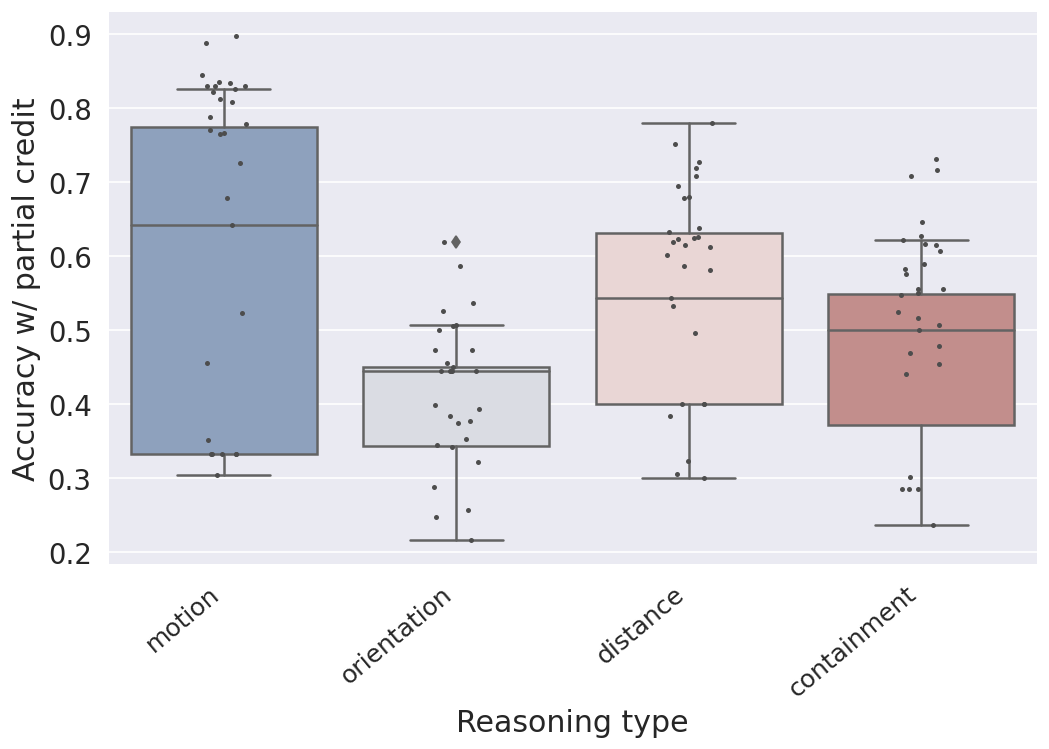 Accuracy w/ partial credit
0.9
0.8
0.7
0.6
0.5
0.4
0.3
0.2
motion
orientation
distance
containment
Reasoning type